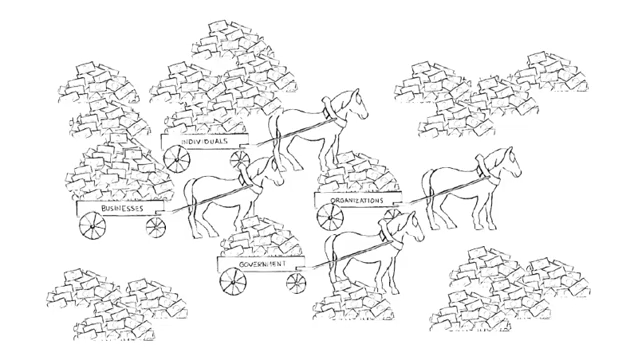 INDIVIDUALS
BUSINESSES
ORGANIZATIONS
GOVERNMENT